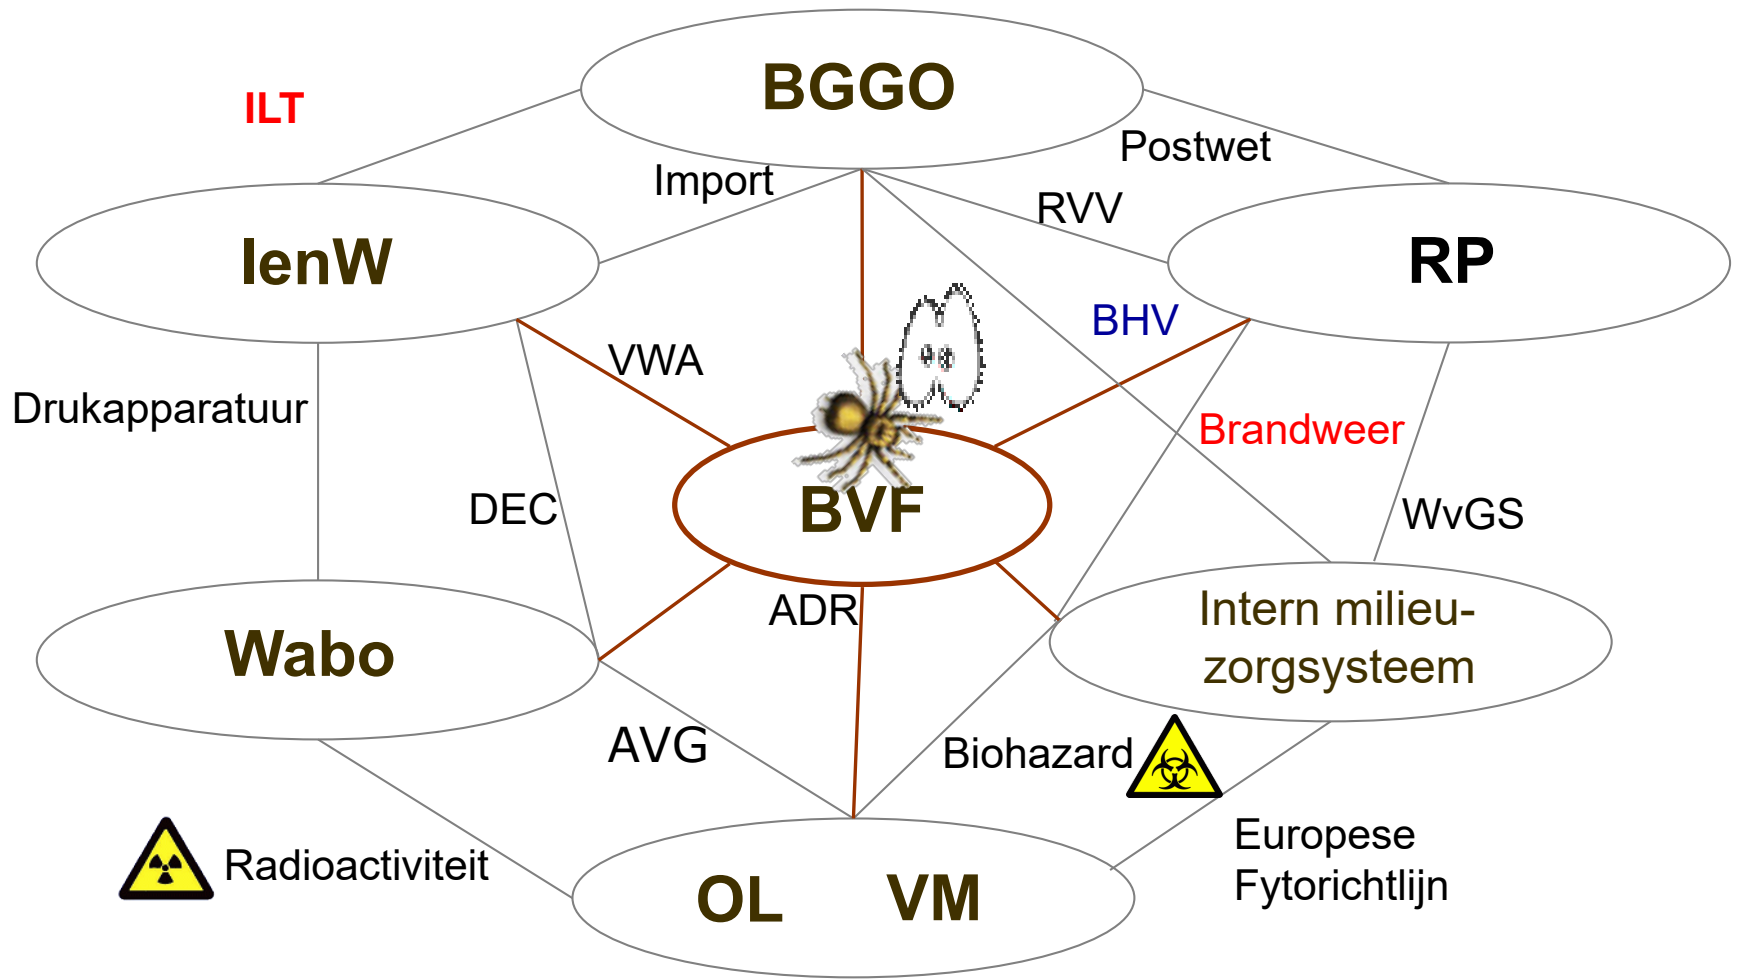 BGGO
ILT
Postwet
Import
RVV
IenW
RP
BHV
VWA
Drukapparatuur
Brandweer
DEC
BVF
WvGS
ADR
Intern milieu-
zorgsysteem
Wabo
AVG
Biohazard
Europese
Fytorichtlijn
Radioactiviteit
OL VM